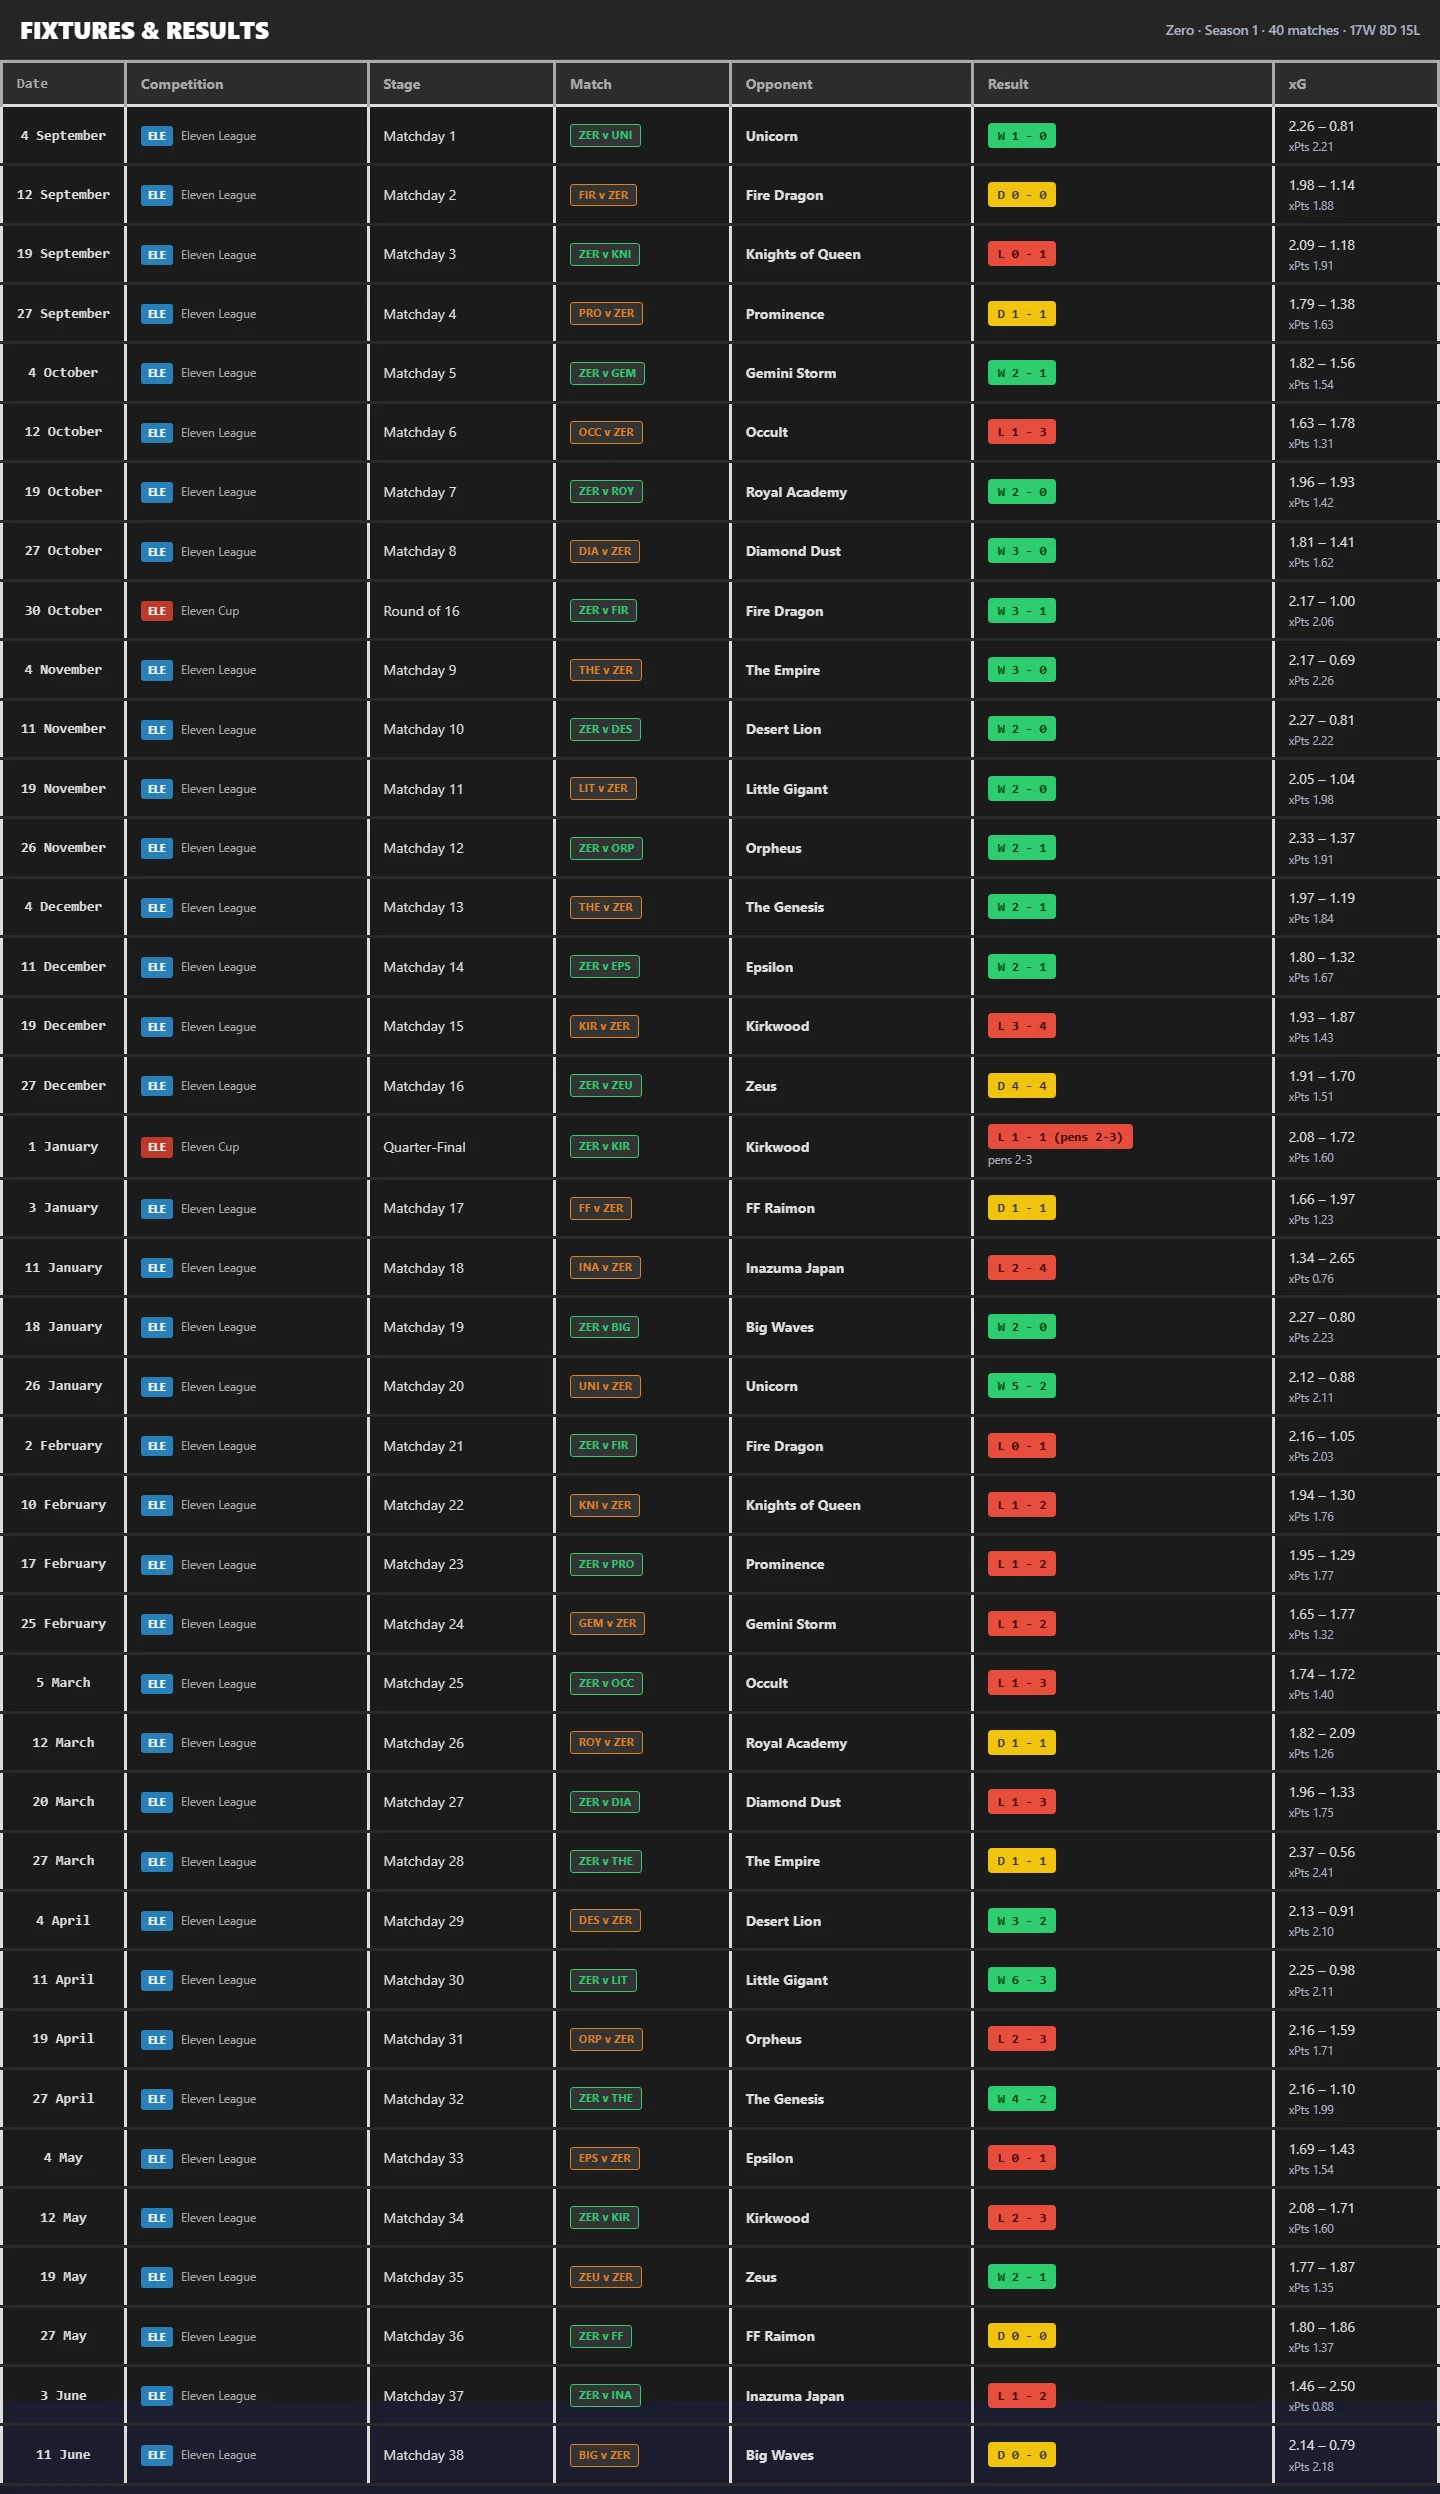 FIXTURES & RESULTS
Zero · Season 1 · 40 matches · 17W 8D 15L
Date Competition Stage Match Opponent Result xG
4 September ELE Eleven League Matchday 1 ZER v UNI Unicorn W 1 - 0 2.26 – 0.81
xPts 2.21
12 September ELE Eleven League Matchday 2 FIR v ZER Fire Dragon D 0 - 0 1.98 – 1.14
xPts 1.88
19 September ELE Eleven League Matchday 3 ZER v KNI Knights of Queen L 0 - 1 2.09 – 1.18
xPts 1.91
27 September ELE Eleven League Matchday 4 PRO v ZER Prominence D 1 - 1 1.79 – 1.38
xPts 1.63
4 October ELE Eleven League Matchday 5 ZER v GEM Gemini Storm W 2 - 1 1.82 – 1.56
xPts 1.54
12 October ELE Eleven League Matchday 6 OCC v ZER Occult L 1 - 3 1.63 – 1.78
xPts 1.31
19 October ELE Eleven League Matchday 7 ZER v ROY Royal Academy W 2 - 0 1.96 – 1.93
xPts 1.42
27 October ELE Eleven League Matchday 8 DIA v ZER Diamond Dust W 3 - 0 1.81 – 1.41
xPts 1.62
30 October ELE Eleven Cup Round of 16 ZER v FIR Fire Dragon W 3 - 1 2.17 – 1.00
xPts 2.06
4 November ELE Eleven League Matchday 9 THE v ZER The Empire W 3 - 0 2.17 – 0.69
xPts 2.26
11 November ELE Eleven League Matchday 10 ZER v DES Desert Lion W 2 - 0 2.27 – 0.81
xPts 2.22
19 November ELE Eleven League Matchday 11 LIT v ZER Little Gigant W 2 - 0 2.05 – 1.04
xPts 1.98
26 November ELE Eleven League Matchday 12 ZER v ORP Orpheus W 2 - 1 2.33 – 1.37
xPts 1.91
4 December ELE Eleven League Matchday 13 THE v ZER The Genesis W 2 - 1 1.97 – 1.19
xPts 1.84
11 December ELE Eleven League Matchday 14 ZER v EPS Epsilon W 2 - 1 1.80 – 1.32
xPts 1.67
19 December ELE Eleven League Matchday 15 KIR v ZER Kirkwood L 3 - 4 1.93 – 1.87
xPts 1.43
27 December ELE Eleven League Matchday 16 ZER v ZEU Zeus D 4 - 4 1.91 – 1.70
xPts 1.51
1 January ELE Eleven Cup Quarter-Final ZER v KIR Kirkwood L 1 - 1 (pens 2-3) 2.08 – 1.72
pens 2-3 xPts 1.60
3 January ELE Eleven League Matchday 17 FF v ZER FF Raimon D 1 - 1 1.66 – 1.97
xPts 1.23
11 January ELE Eleven League Matchday 18 INA v ZER Inazuma Japan L 2 - 4 1.34 – 2.65
xPts 0.76
18 January ELE Eleven League Matchday 19 ZER v BIG Big Waves W 2 - 0 2.27 – 0.80
xPts 2.23
26 January ELE Eleven League Matchday 20 UNI v ZER Unicorn W 5 - 2 2.12 – 0.88
xPts 2.11
2 February ELE Eleven League Matchday 21 ZER v FIR Fire Dragon L 0 - 1 2.16 – 1.05
xPts 2.03
10 February ELE Eleven League Matchday 22 KNI v ZER Knights of Queen L 1 - 2 1.94 – 1.30
xPts 1.76
17 February ELE Eleven League Matchday 23 ZER v PRO Prominence L 1 - 2 1.95 – 1.29
xPts 1.77
25 February ELE Eleven League Matchday 24 GEM v ZER Gemini Storm L 1 - 2 1.65 – 1.77
xPts 1.32
5 March ELE Eleven League Matchday 25 ZER v OCC Occult L 1 - 3 1.74 – 1.72
xPts 1.40
12 March ELE Eleven League Matchday 26 ROY v ZER Royal Academy D 1 - 1 1.82 – 2.09
xPts 1.26
20 March ELE Eleven League Matchday 27 ZER v DIA Diamond Dust L 1 - 3 1.96 – 1.33
xPts 1.75
27 March ELE Eleven League Matchday 28 ZER v THE The Empire D 1 - 1 2.37 – 0.56
xPts 2.41
4 April ELE Eleven League Matchday 29 DES v ZER Desert Lion W 3 - 2 2.13 – 0.91
xPts 2.10
11 April ELE Eleven League Matchday 30 ZER v LIT Little Gigant W 6 - 3 2.25 – 0.98
xPts 2.11
19 April ELE Eleven League Matchday 31 ORP v ZER Orpheus L 2 - 3 2.16 – 1.59
xPts 1.71
27 April ELE Eleven League Matchday 32 ZER v THE The Genesis W 4 - 2 2.16 – 1.10
xPts 1.99
4 May ELE Eleven League Matchday 33 EPS v ZER Epsilon L 0 - 1 1.69 – 1.43
xPts 1.54
12 May ELE Eleven League Matchday 34 ZER v KIR Kirkwood L 2 - 3 2.08 – 1.71
xPts 1.60
19 May ELE Eleven League Matchday 35 ZEU v ZER Zeus W 2 - 1 1.77 – 1.87
xPts 1.35
27 May ELE Eleven League Matchday 36 ZER v FF FF Raimon D 0 - 0 1.80 – 1.86
xPts 1.37
3 June ELE Eleven League Matchday 37 ZER v INA Inazuma Japan L 1 - 2 1.46 – 2.50
xPts 0.88
11 June ELE Eleven League Matchday 38 BIG v ZER Big Waves D 0 - 0 2.14 – 0.79
xPts 2.18